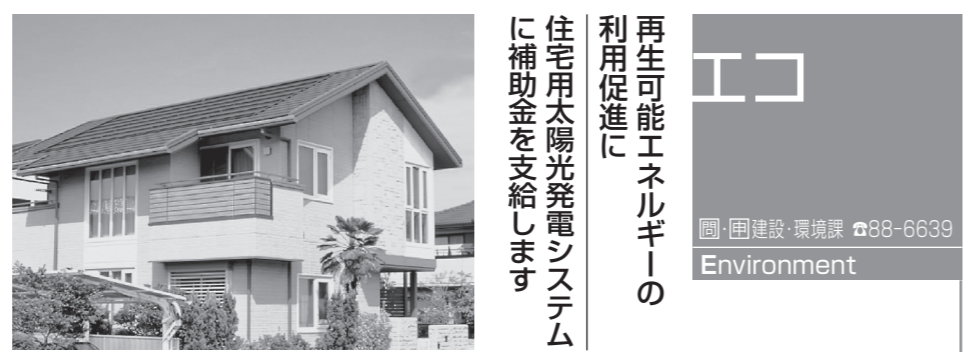 エコ
問・申建設・環境課 ☎88-6639
Environment
再生可能エネルギーの
利用促進に
住宅用太陽光発電システム
に補助金を支給します